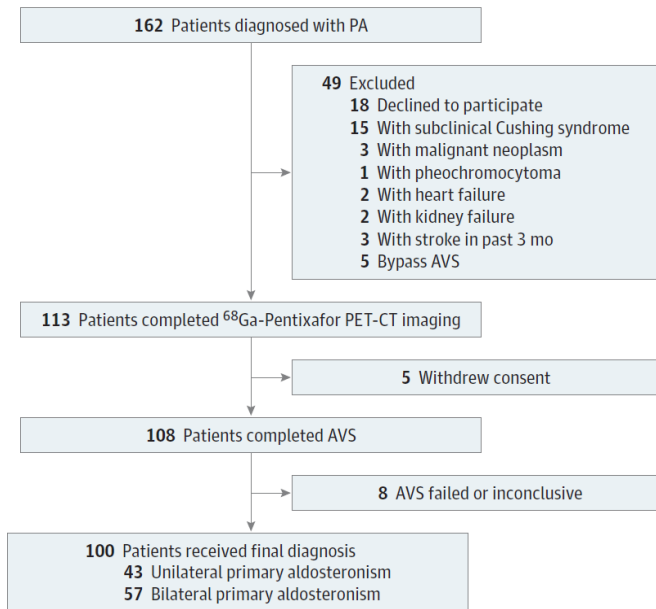 162 Patients diagnosed with PA
49 Excluded
18 Declined to participate
15 With subclinical Cushing syndrome
3 With malignant neoplasm
1 With pheochromocytoma
2 With heart failure
2 With kidney failure
3 With stroke in past 3 mo
5 Bypass AVS
113 Patients completed ⁶⁸Ga-Pentixafor PET-CT imaging
5 Withdrew consent
108 Patients completed AVS
8 AVS failed or inconclusive
100 Patients received final diagnosis
43 Unilateral primary aldosteronism
57 Bilateral primary aldosteronism